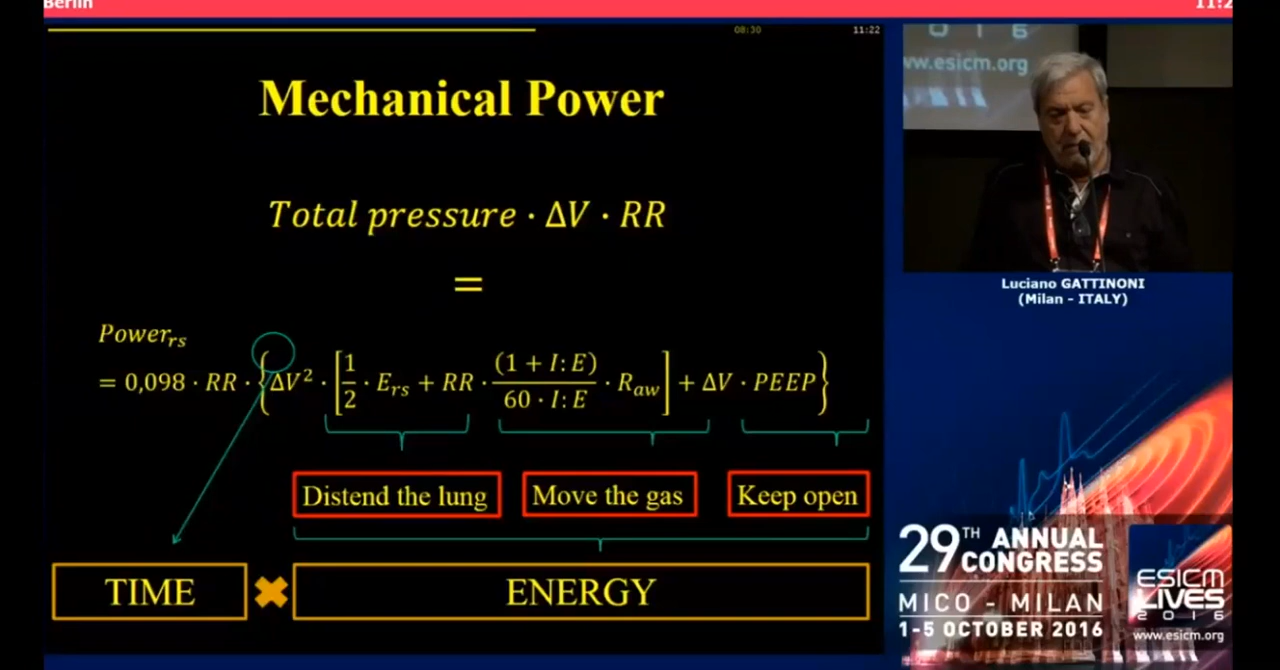 Berlin
08:30
11:22
Mechanical Power
Total pressure · ΔV · RR
=
Power_rs
= 0,098 · RR · {ΔV² · [1/2 · E_rs + RR · (1 + I:E)/(60 · I:E) · R_aw] + ΔV · PEEP}
Distend the lung
Move the gas
Keep open
TIME ✖ ENERGY
016
ww.esicm.org
Luciano GATTINONI
(Milan - ITALY)
29TH ANNUAL
CONGRESS
MICO - MILAN
1-5 OCTOBER 2016
ESICM
LIVES
2016
www.esicm.org